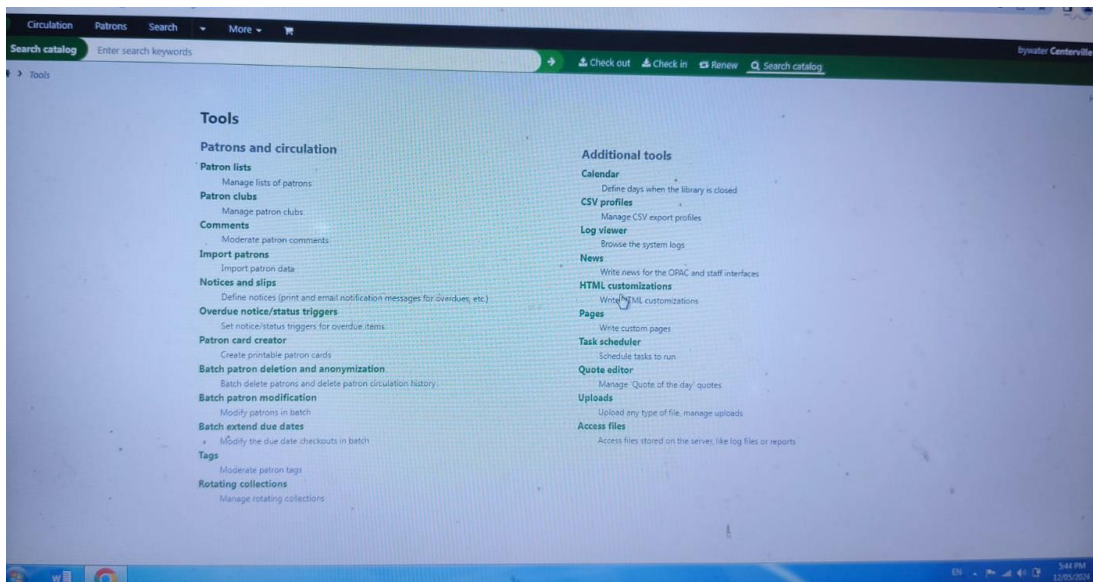 Circulation Patrons Search More
Search catalog Enter search keywords Check out Check in Renew Search catalog bywater Centerville
Tools
Tools
Patrons and circulation
Patron lists
Manage lists of patrons
Patron clubs
Manage patron clubs
Comments
Moderate patron comments
Import patrons
Import patron data
Notices and slips
Define notices (print and email notification messages for overdues, etc.)
Overdue notice/status triggers
Set notice/status triggers for overdue items
Patron card creator
Create printable patron cards
Batch patron deletion and anonymization
Batch delete patrons and delete patron circulation history
Batch patron modification
Modify patrons in batch
Batch extend due dates
Modify the due date checkouts in batch
Tags
Moderate patron tags
Rotating collections
Manage rotating collections
Additional tools
Calendar
Define days when the library is closed
CSV profiles
Manage CSV export profiles
Log viewer
Browse the system logs
News
Write news for the OPAC and staff interfaces
HTML customizations
Write HTML customizations
Pages
Write custom pages
Task scheduler
Schedule tasks to run
Quote editor
Manage 'Quote of the day' quotes
Uploads
Upload any type of file, manage uploads
Access files
Access files stored on the server, like log files or reports
EN 5:44 PM
12/05/2024